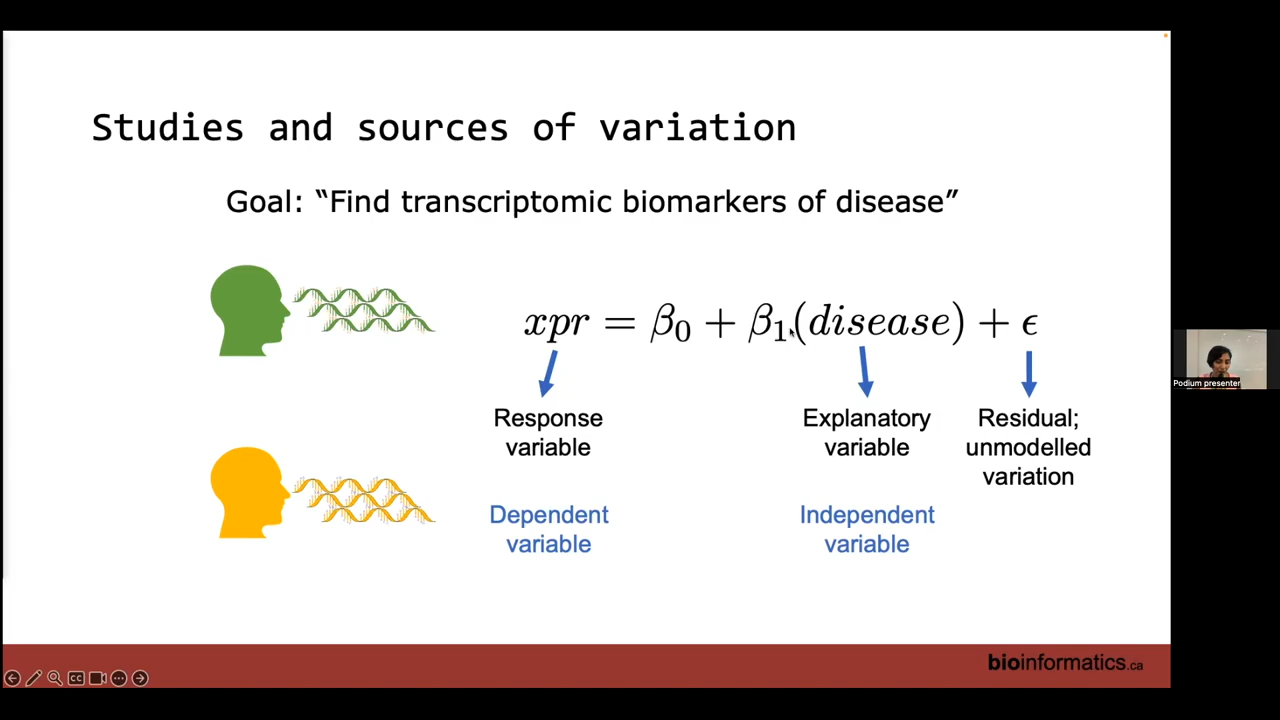 Studies and sources of variation
Goal: “Find transcriptomic biomarkers of disease”
xpr = β₀ + β₁(disease) + ϵ
Response
variable
Explanatory
variable
Residual;
unmodelled
variation
Dependent
variable
Independent
variable
Podium presenter
bioinformatics.ca
CC